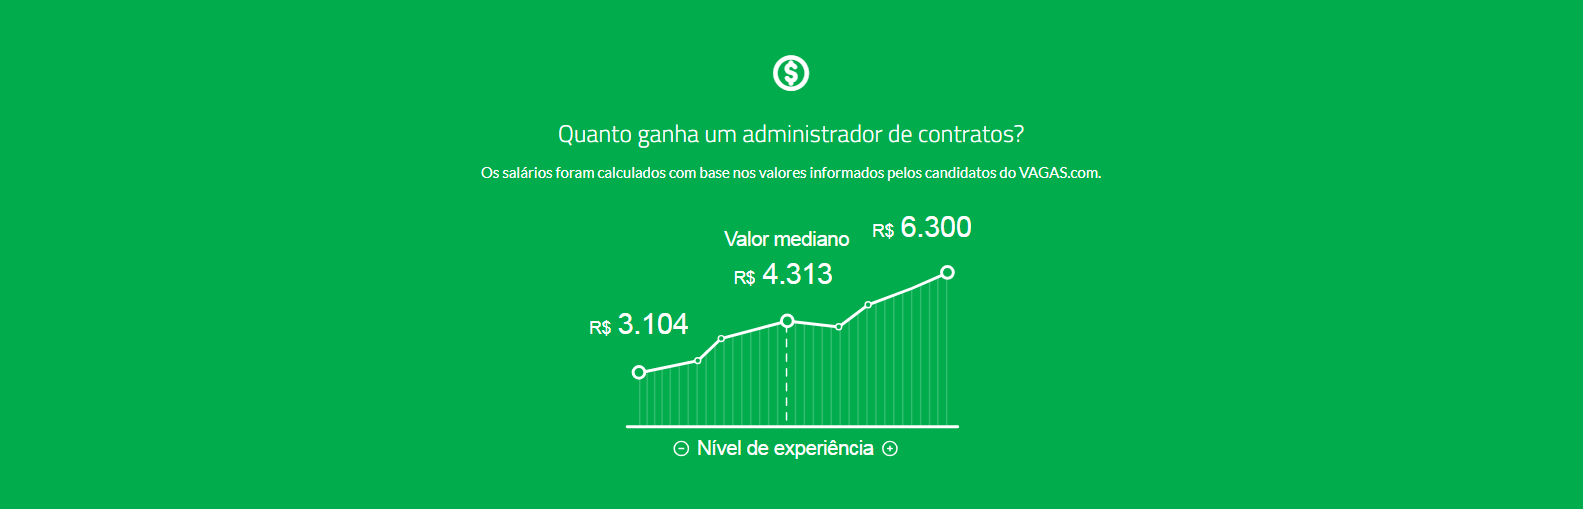 Quanto ganha um administrador de contratos?
Os salários foram calculados com base nos valores informados pelos candidatos do VAGAS.com.
R$ 6.300
Valor mediano
R$ 4.313
R$ 3.104
Nível de experiência